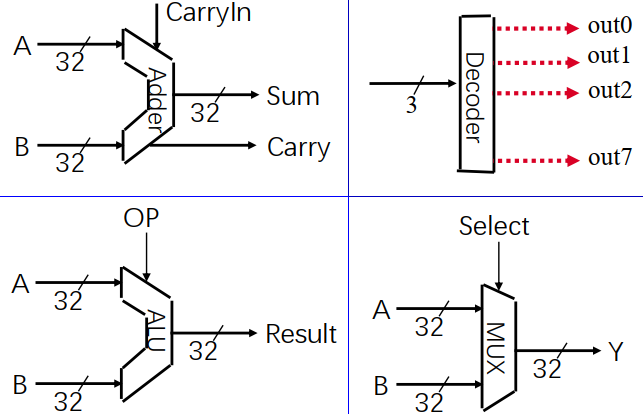 CarryIn
A
32
Adder
32
Sum
B
32
Carry
3
Decoder
out0
out1
out2
out7
OP
A
32
ALU
32
Result
B
32
Select
A
32
MUX
32
Y
B
32